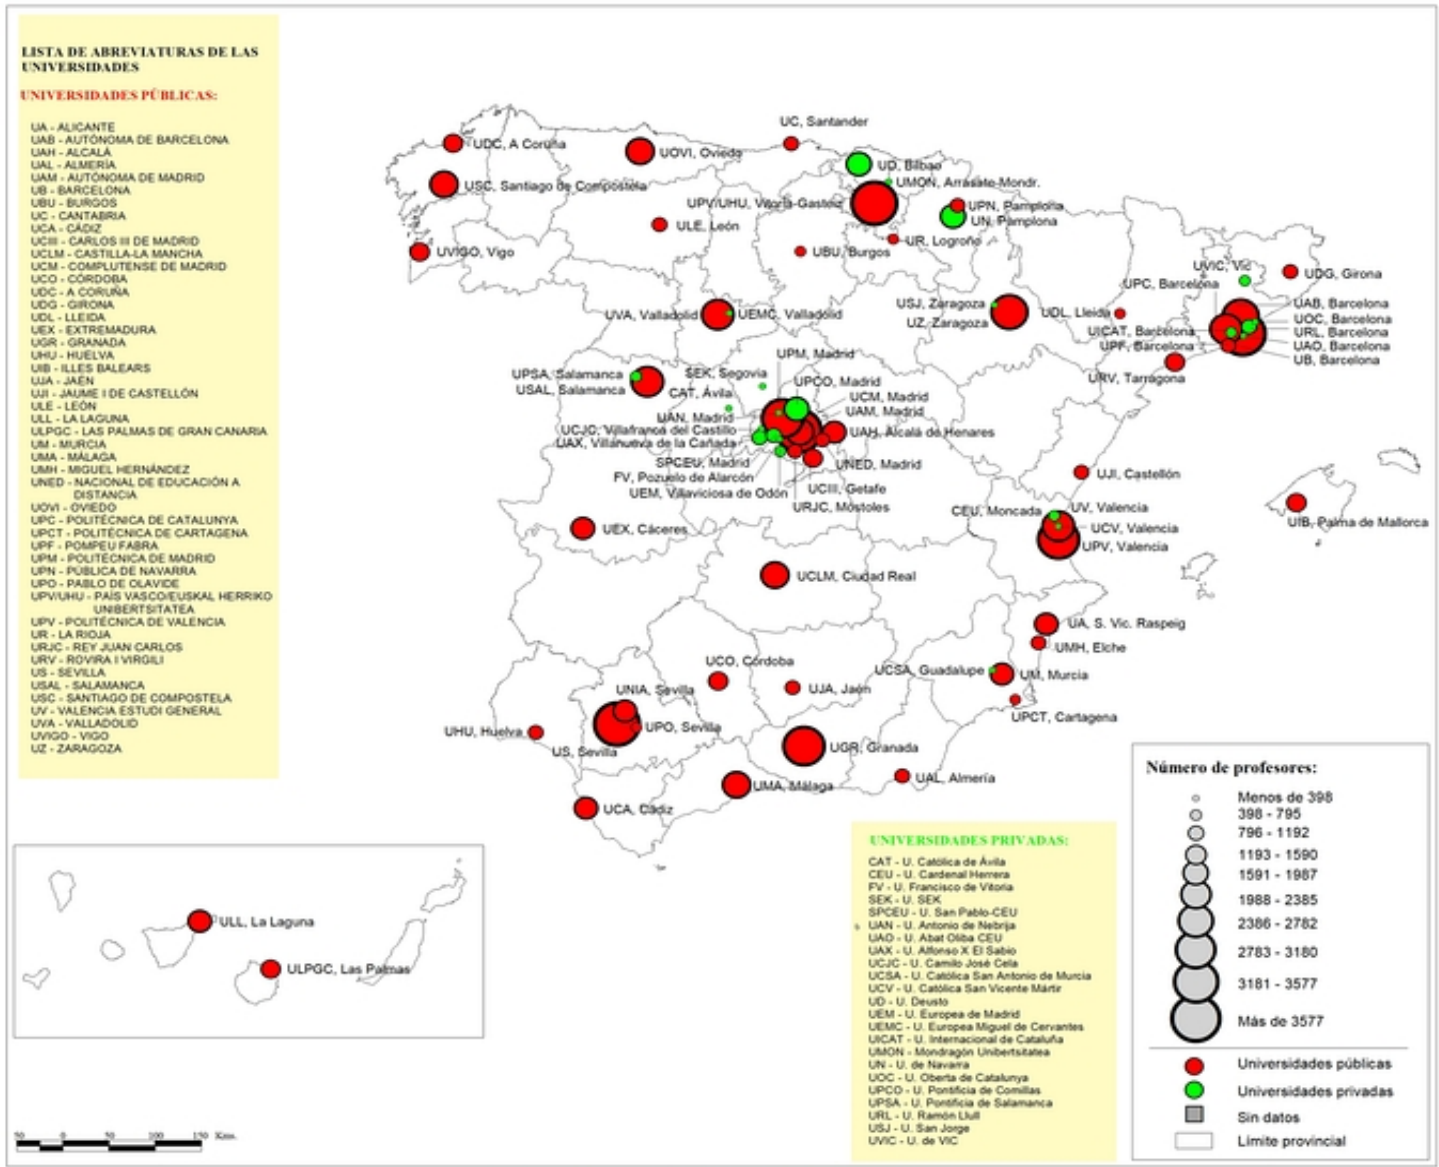 LISTA DE ABREVIATURAS DE LAS
UNIVERSIDADES
UNIVERSIDADES PÚBLICAS:
UA - ALICANTE
UAB - AUTÓNOMA DE BARCELONA
UAH - ALCALÁ
UAL - ALMERÍA
UAM - AUTÓNOMA DE MADRID
UB - BARCELONA
UBU - BURGOS
UC - CANTABRIA
UCA - CÁDIZ
UCIII - CARLOS III DE MADRID
UCLM - CASTILLA-LA MANCHA
UCM - COMPLUTENSE DE MADRID
UCO - CÓRDOBA
UDC - A CORUÑA
UDG - GIRONA
UDL - LLEIDA
UEX - EXTREMADURA
UGR - GRANADA
UHU - HUELVA
UIB - ILLES BALEARS
UJA - JAÉN
UJI - JAUME I DE CASTELLÓN
ULE - LEÓN
ULL - LA LAGUNA
ULPGC - LAS PALMAS DE GRAN CANARIA
UM - MURCIA
UMA - MÁLAGA
UMH - MIGUEL HERNÁNDEZ
UNED - NACIONAL DE EDUCACIÓN A
DISTANCIA
UOVI - OVIEDO
UPC - POLITÉCNICA DE CATALUNYA
UPCT - POLITÉCNICA DE CARTAGENA
UPF - POMPEU FABRA
UPM - POLITÉCNICA DE MADRID
UPN - PÚBLICA DE NAVARRA
UPO - PABLO DE OLAVIDE
UPV/UHU - PAÍS VASCO/EUSKAL HERRIKO
UNIBERTSITATEA
UPV - POLITÉCNICA DE VALENCIA
UR - LA RIOJA
URJC - REY JUAN CARLOS
URV - ROVIRA I VIRGILI
US - SEVILLA
USAL - SALAMANCA
USC - SANTIAGO DE COMPOSTELA
UV - VALENCIA ESTUDI GENERAL
UVA - VALLADOLID
UVIGO - VIGO
UZ - ZARAGOZA
UC, Santander
UDC, A Coruña
UOVI, Oviedo
UD, Bilbao
USC, Santiago de Compostela
UMON, Arrasate-Mondr.
UPV/UHU, Vitoria-Gasteiz
UPN, Pamplona
UN, Pamplona
ULE, León
UVIGO, Vigo
UBU, Burgos
UR, Logroño
UVIC, Vic
UDG, Girona
UPC, Barcelona
USJ, Zaragoza
UAB, Barcelona
UVA, Valladolid
UEMC, Valladolid
UZ, Zaragoza
UDL, Lleida
UOC, Barcelona
UICAT, Barcelona
URL, Barcelona
UPF, Barcelona
UAO, Barcelona
UB, Barcelona
URV, Tarragona
UPM, Madrid
UPSA, Salamanca
SEK, Segovia
USAL, Salamanca
CAT, Ávila
UPCO, Madrid
UCM, Madrid
UAM, Madrid
UAN, Madrid
UCJC, Villafranca del Castillo
UAH, Alcalá de Henares
UAX, Villanueva de la Cañada
SPCEU, Madrid
UNED, Madrid
FV, Pozuelo de Alarcón
UEM, Villaviciosa de Odón
UCIII, Getafe
URJC, Móstoles
UJI, Castellón
CEU, Moncada
UV, Valencia
UCV, Valencia
UPV, Valencia
UIB, Palma de Mallorca
UEX, Cáceres
UCLM, Ciudad Real
UA, S. Vic. Raspeig
UMH, Elche
UCO, Córdoba
UCSA, Guadalupe
UM, Murcia
UNIA, Sevilla
UJA, Jaén
UPCT, Cartagena
UHU, Huelva
UPO, Sevilla
US, Sevilla
UGR, Granada
UAL, Almería
UMA, Málaga
UCA, Cádiz
ULL, La Laguna
ULPGC, Las Palmas
50 0 50 100 150 Kms.
UNIVERSIDADES PRIVADAS:
CAT - U. Católica de Ávila
CEU - U. Cardenal Herrera
FV - U. Francisco de Vitoria
SEK - U. SEK
SPCEU - U. San Pablo-CEU
UAN - U. Antonio de Nebrija
UAO - U. Abat Oliba CEU
UAX - U. Alfonso X El Sabio
UCJC - U. Camilo José Cela
UCSA - U. Católica San Antonio de Murcia
UCV - U. Católica San Vicente Mártir
UD - U. Deusto
UEM - U. Europea de Madrid
UEMC - U. Europea Miguel de Cervantes
UICAT - U. Internacional de Cataluña
UMON - Mondragón Unibertsitatea
UN - U. de Navarra
UOC - U. Oberta de Catalunya
UPCO - U. Pontificia de Comillas
UPSA - U. Pontificia de Salamanca
URL - U. Ramón Llull
USJ - U. San Jorge
UVIC - U. de VIC
Número de profesores:
Menos de 398
398 - 795
796 - 1192
1193 - 1590
1591 - 1987
1988 - 2385
2386 - 2782
2783 - 3180
3181 - 3577
Más de 3577
Universidades públicas
Universidades privadas
Sin datos
Límite provincial